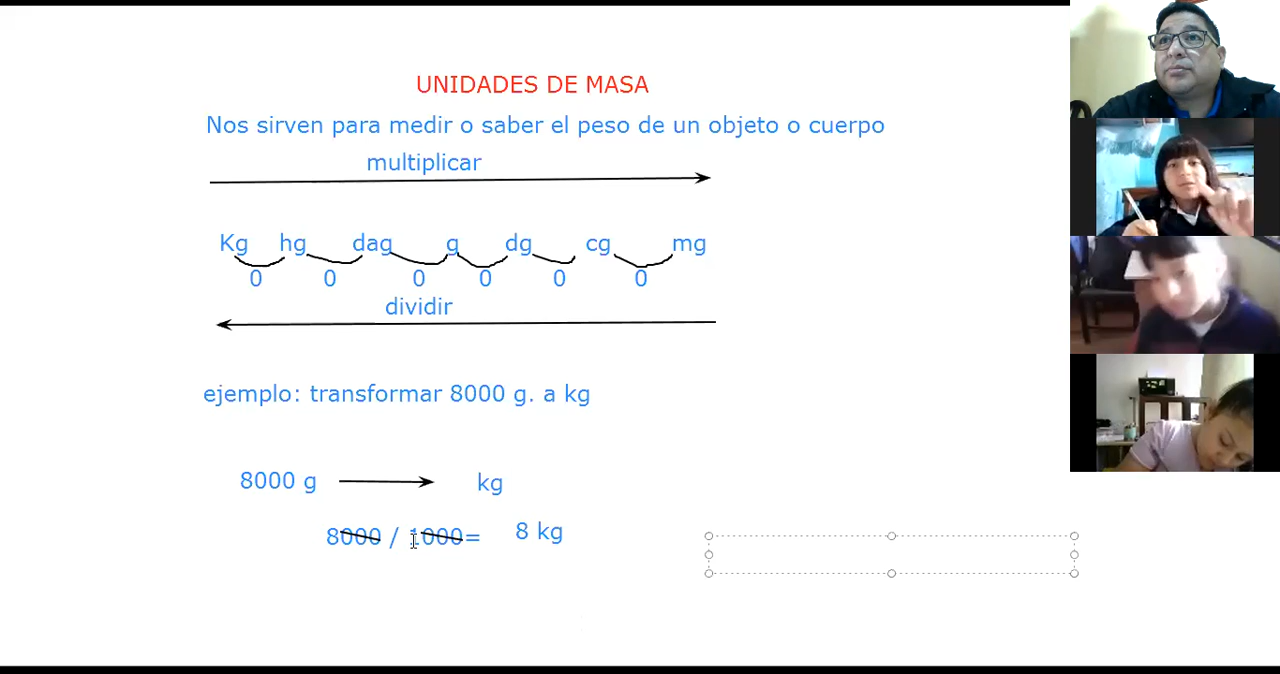 UNIDADES DE MASA
Nos sirven para medir o saber el peso de un objeto o cuerpo
multiplicar
Kg hg dag g dg cg mg
0 0 0 0 0 0
dividir
ejemplo: transformar 8000 g. a kg
8000 g kg
8000 / 1000= 8 kg